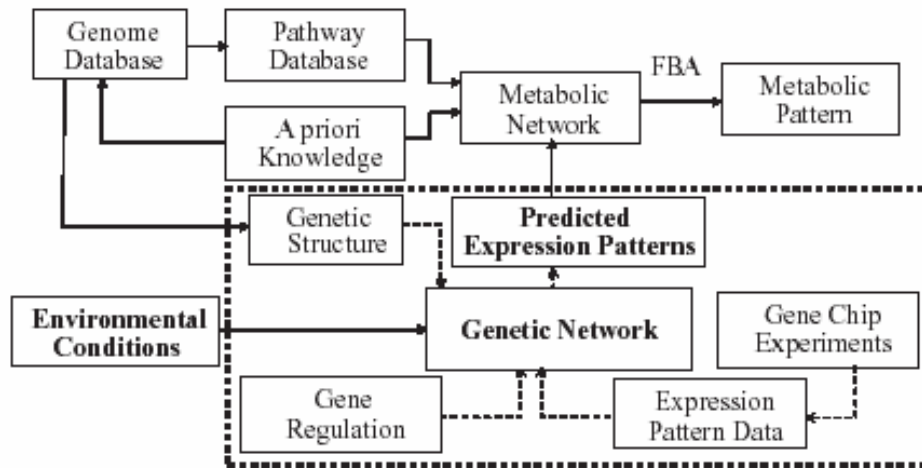 Genome
Database
Pathway
Database
A priori
Knowledge
Metabolic
Network
FBA
Metabolic
Pattern
Genetic
Structure
Predicted
Expression Patterns
Environmental
Conditions
Genetic Network
Gene Chip
Experiments
Gene
Regulation
Expression
Pattern Data